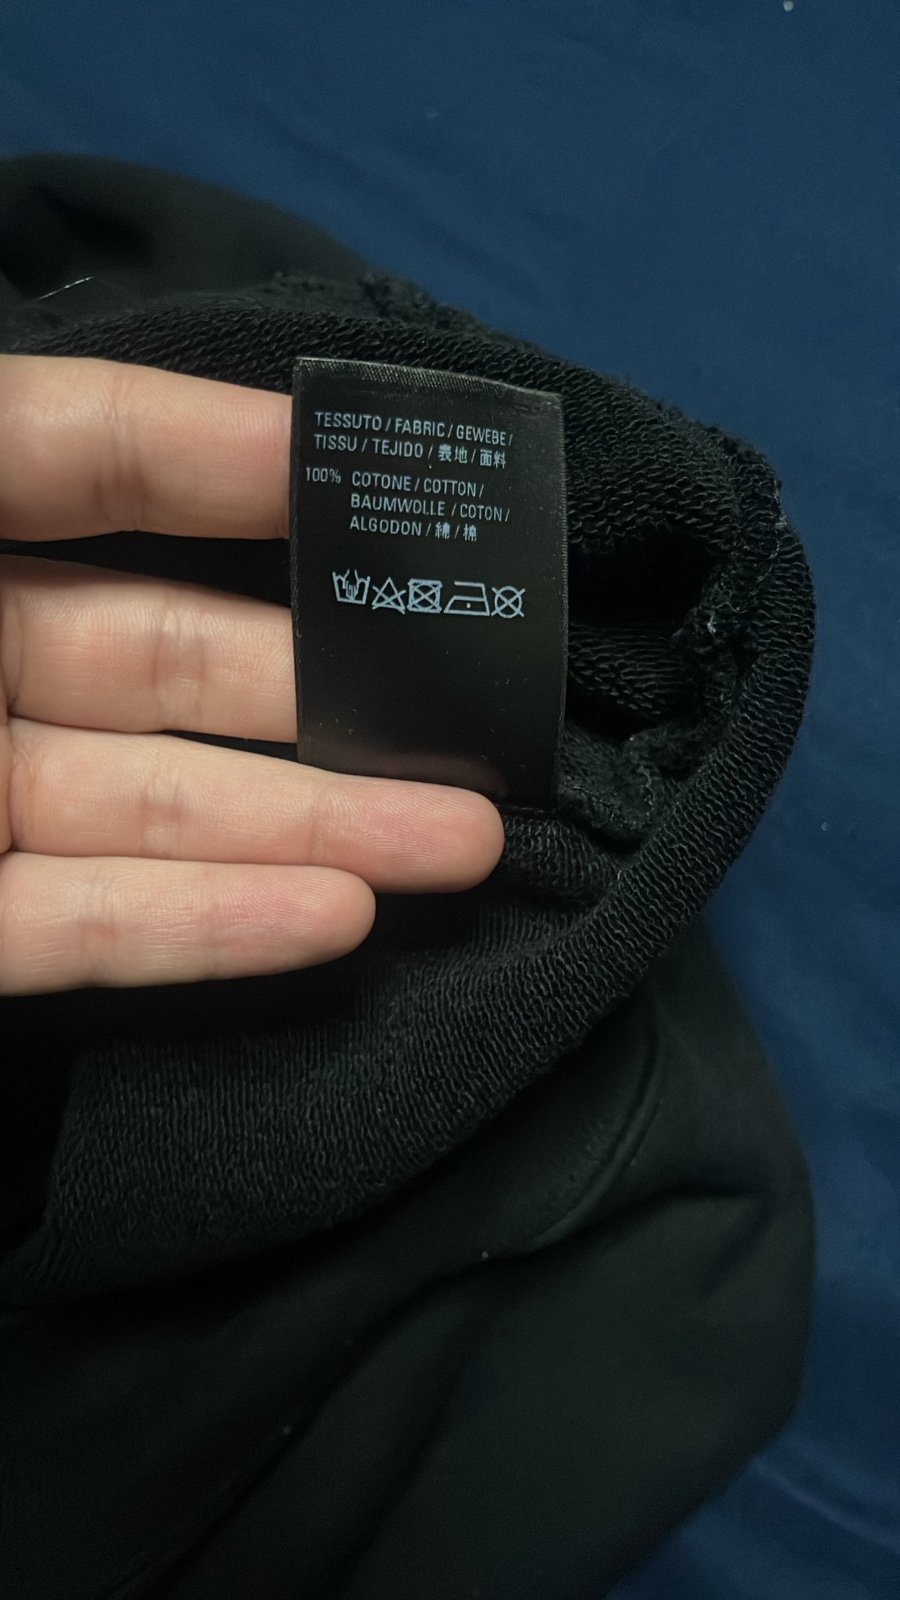 TESSUTO / FABRIC / GEWEBE /
TISSU / TEJIDO / 表地 / 面料
100% COTONE / COTTON /
BAUMWOLLE / COTON /
ALGODON / 綿 / 棉